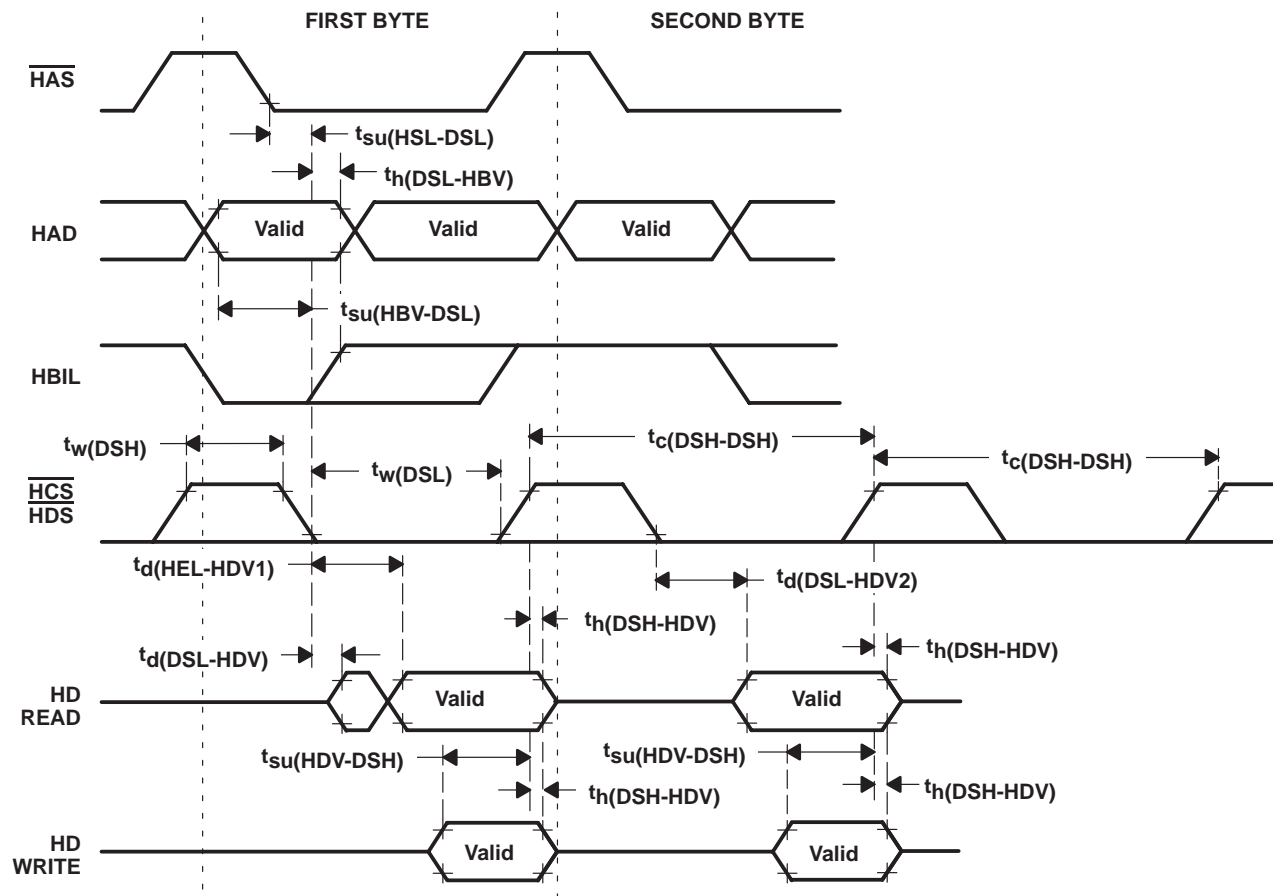 FIRST BYTE
SECOND BYTE
HAS
tsu(HSL-DSL)
th(DSL-HBV)
HAD
Valid
Valid
Valid
tsu(HBV-DSL)
HBIL
tw(DSH)
tc(DSH-DSH)
tw(DSL)
tc(DSH-DSH)
HCS
HDS
td(HEL-HDV1)
td(DSL-HDV2)
th(DSH-HDV)
td(DSL-HDV)
th(DSH-HDV)
HD
READ
Valid
Valid
tsu(HDV-DSH)
tsu(HDV-DSH)
th(DSH-HDV)
th(DSH-HDV)
HD
WRITE
Valid
Valid